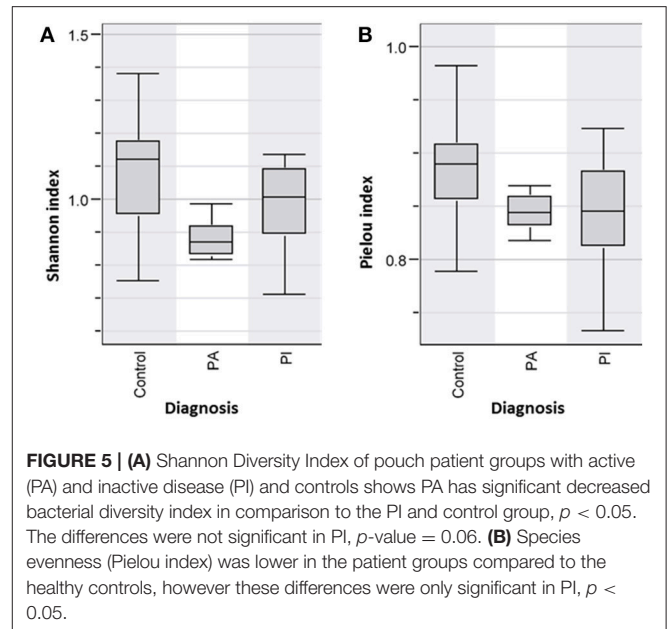 A
B
1.5
1.0
Shannon index
Control
PA
PI
Diagnosis
1.0
0.8
Pielou index
Control
PA
PI
Diagnosis
FIGURE 5 | (A) Shannon Diversity Index of pouch patient groups with active
(PA) and inactive disease (PI) and controls shows PA has significant decreased
bacterial diversity index in comparison to the PI and control group, p < 0.05.
The differences were not significant in PI, p-value = 0.06. (B) Species
evenness (Pielou index) was lower in the patient groups compared to the
healthy controls, however these differences were only significant in PI, p <
0.05.